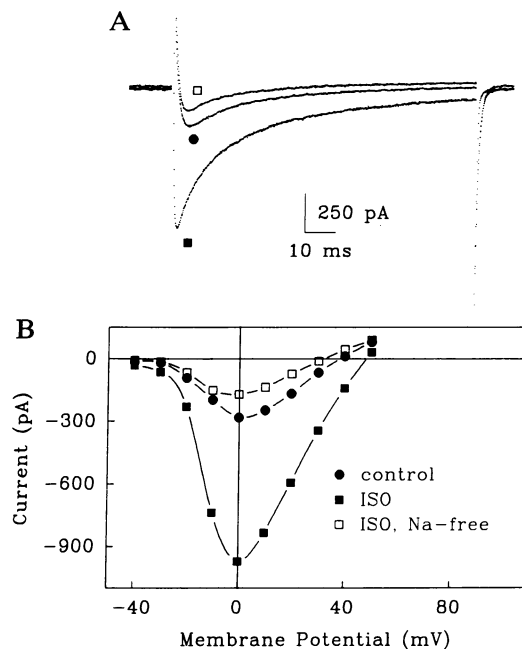 A
250 pA
10 ms
B
0
-300
-600
-900
Current (pA)
control
ISO
ISO, Na-free
-40
0
40
80
Membrane Potential (mV)